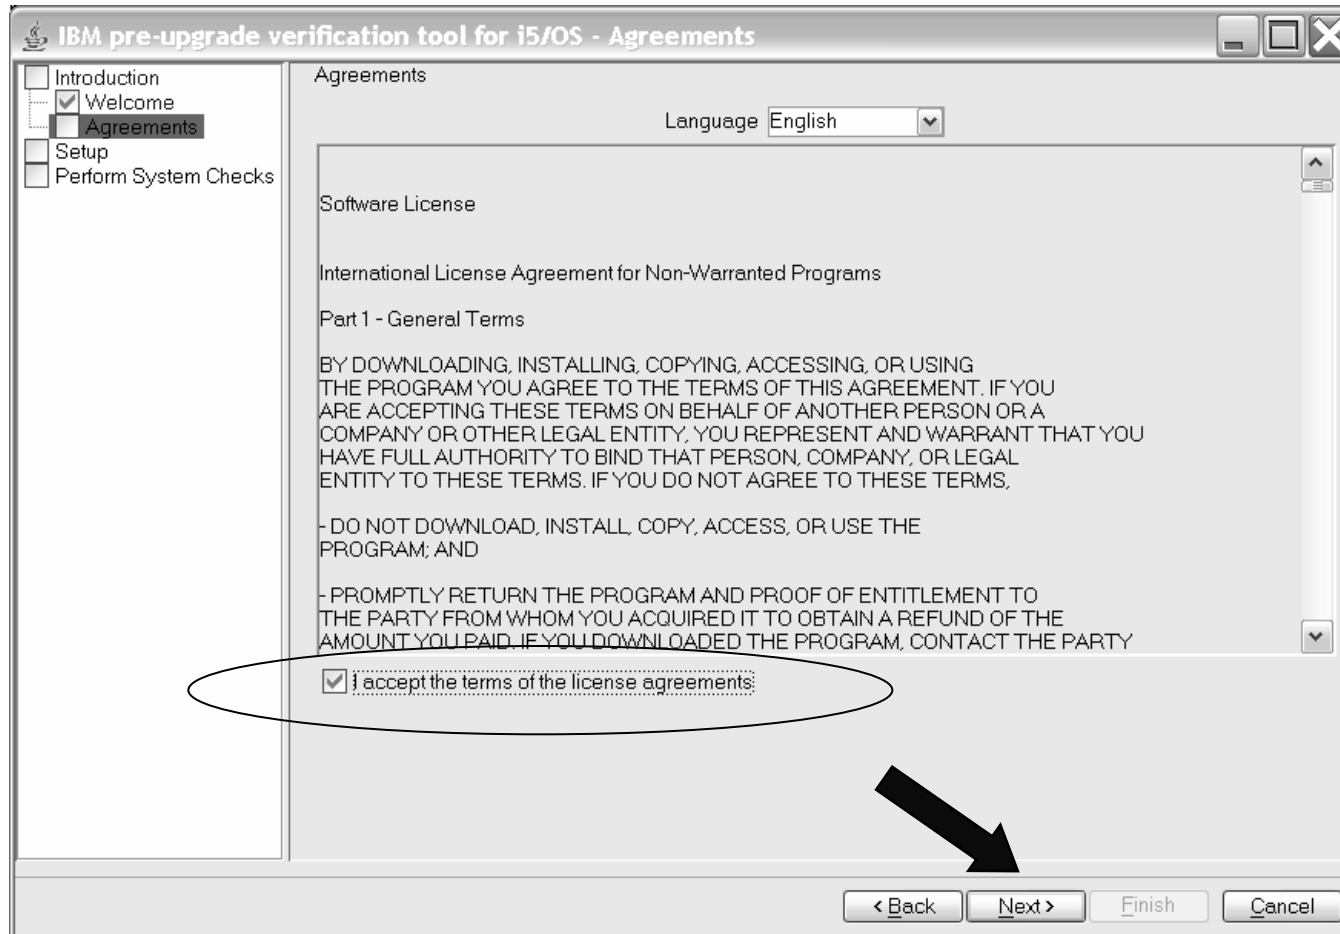 IBM pre-upgrade verification tool for i5/OS - Agreements
Introduction
Welcome
Agreements
Setup
Perform System Checks
Agreements
Language English
Software License
International License Agreement for Non-Warranted Programs
Part 1 - General Terms
BY DOWNLOADING, INSTALLING, COPYING, ACCESSING, OR USING
THE PROGRAM YOU AGREE TO THE TERMS OF THIS AGREEMENT. IF YOU
ARE ACCEPTING THESE TERMS ON BEHALF OF ANOTHER PERSON OR A
COMPANY OR OTHER LEGAL ENTITY, YOU REPRESENT AND WARRANT THAT YOU
HAVE FULL AUTHORITY TO BIND THAT PERSON, COMPANY, OR LEGAL
ENTITY TO THESE TERMS. IF YOU DO NOT AGREE TO THESE TERMS,
- DO NOT DOWNLOAD, INSTALL, COPY, ACCESS, OR USE THE
PROGRAM; AND
- PROMPTLY RETURN THE PROGRAM AND PROOF OF ENTITLEMENT TO
THE PARTY FROM WHOM YOU ACQUIRED IT TO OBTAIN A REFUND OF THE
AMOUNT YOU PAID. IF YOU DOWNLOADED THE PROGRAM, CONTACT THE PARTY
I accept the terms of the license agreements
< Back Next > Finish Cancel